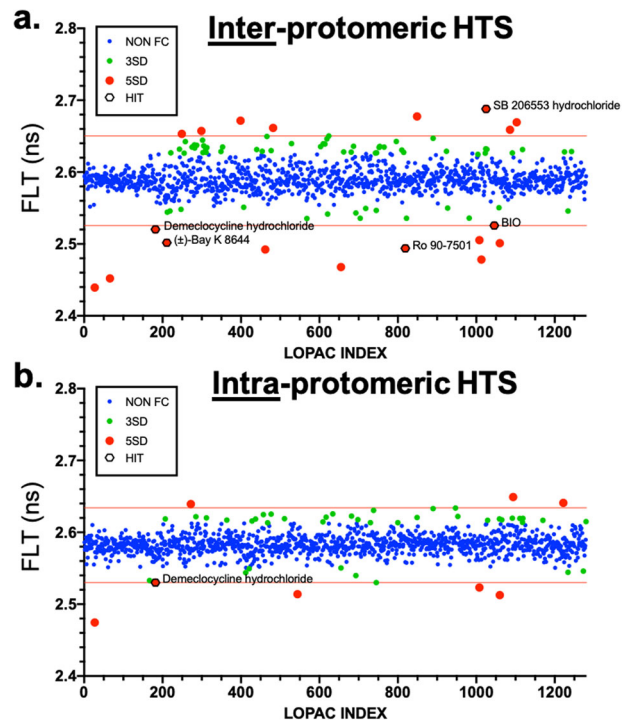 a.
Inter-protomeric HTS
2.8
NON FC
3SD
5SD
HIT
2.7
SB 206553 hydrochloride
FLT (ns)
2.6
Demeclocycline hydrochloride
BIO
(±)-Bay K 8644
Ro 90-7501
2.5
2.4
0 200 400 600 800 1000 1200
LOPAC INDEX
b.
Intra-protomeric HTS
2.8
NON FC
3SD
5SD
HIT
2.7
FLT (ns)
2.6
Demeclocycline hydrochloride
2.5
2.4
0 200 400 600 800 1000 1200
LOPAC INDEX